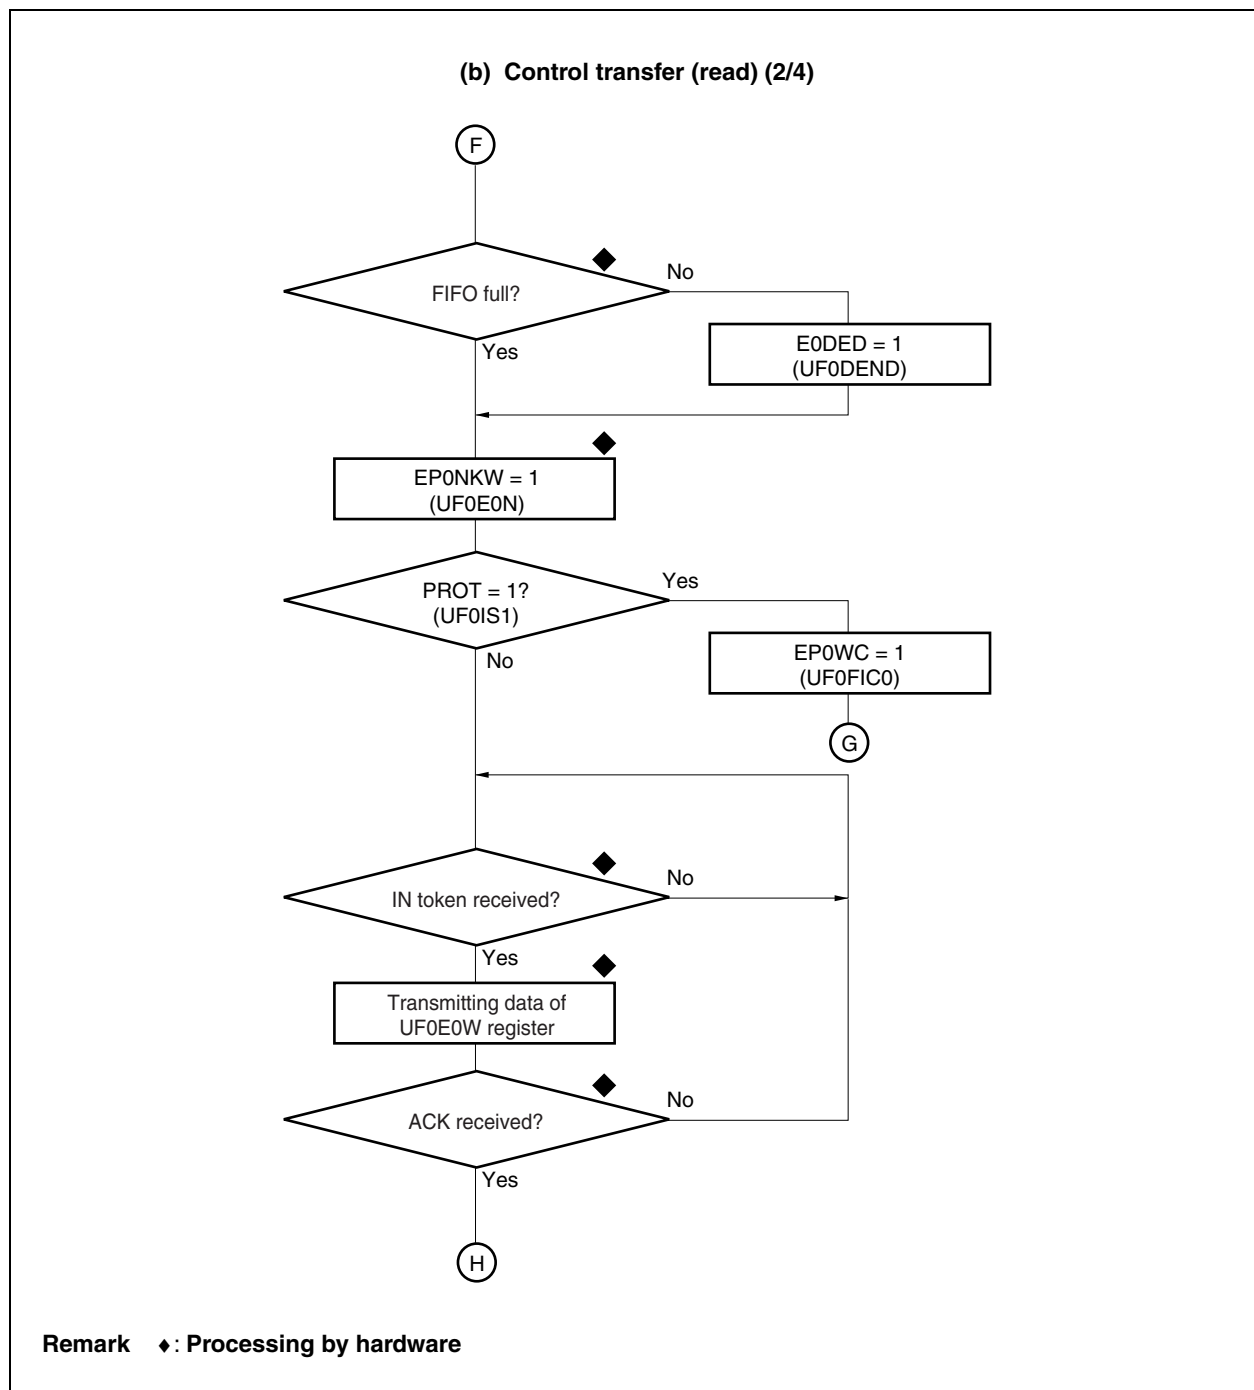 (b) Control transfer (read) (2/4)
F
FIFO full?
No
E0DED = 1
(UF0DEND)
Yes
EP0NKW = 1
(UF0E0N)
PROT = 1?
(UF0IS1)
Yes
EP0WC = 1
(UF0FIC0)
No
G
IN token received?
No
Yes
Transmitting data of
UF0E0W register
ACK received?
No
Yes
H
Remark ♦: Processing by hardware